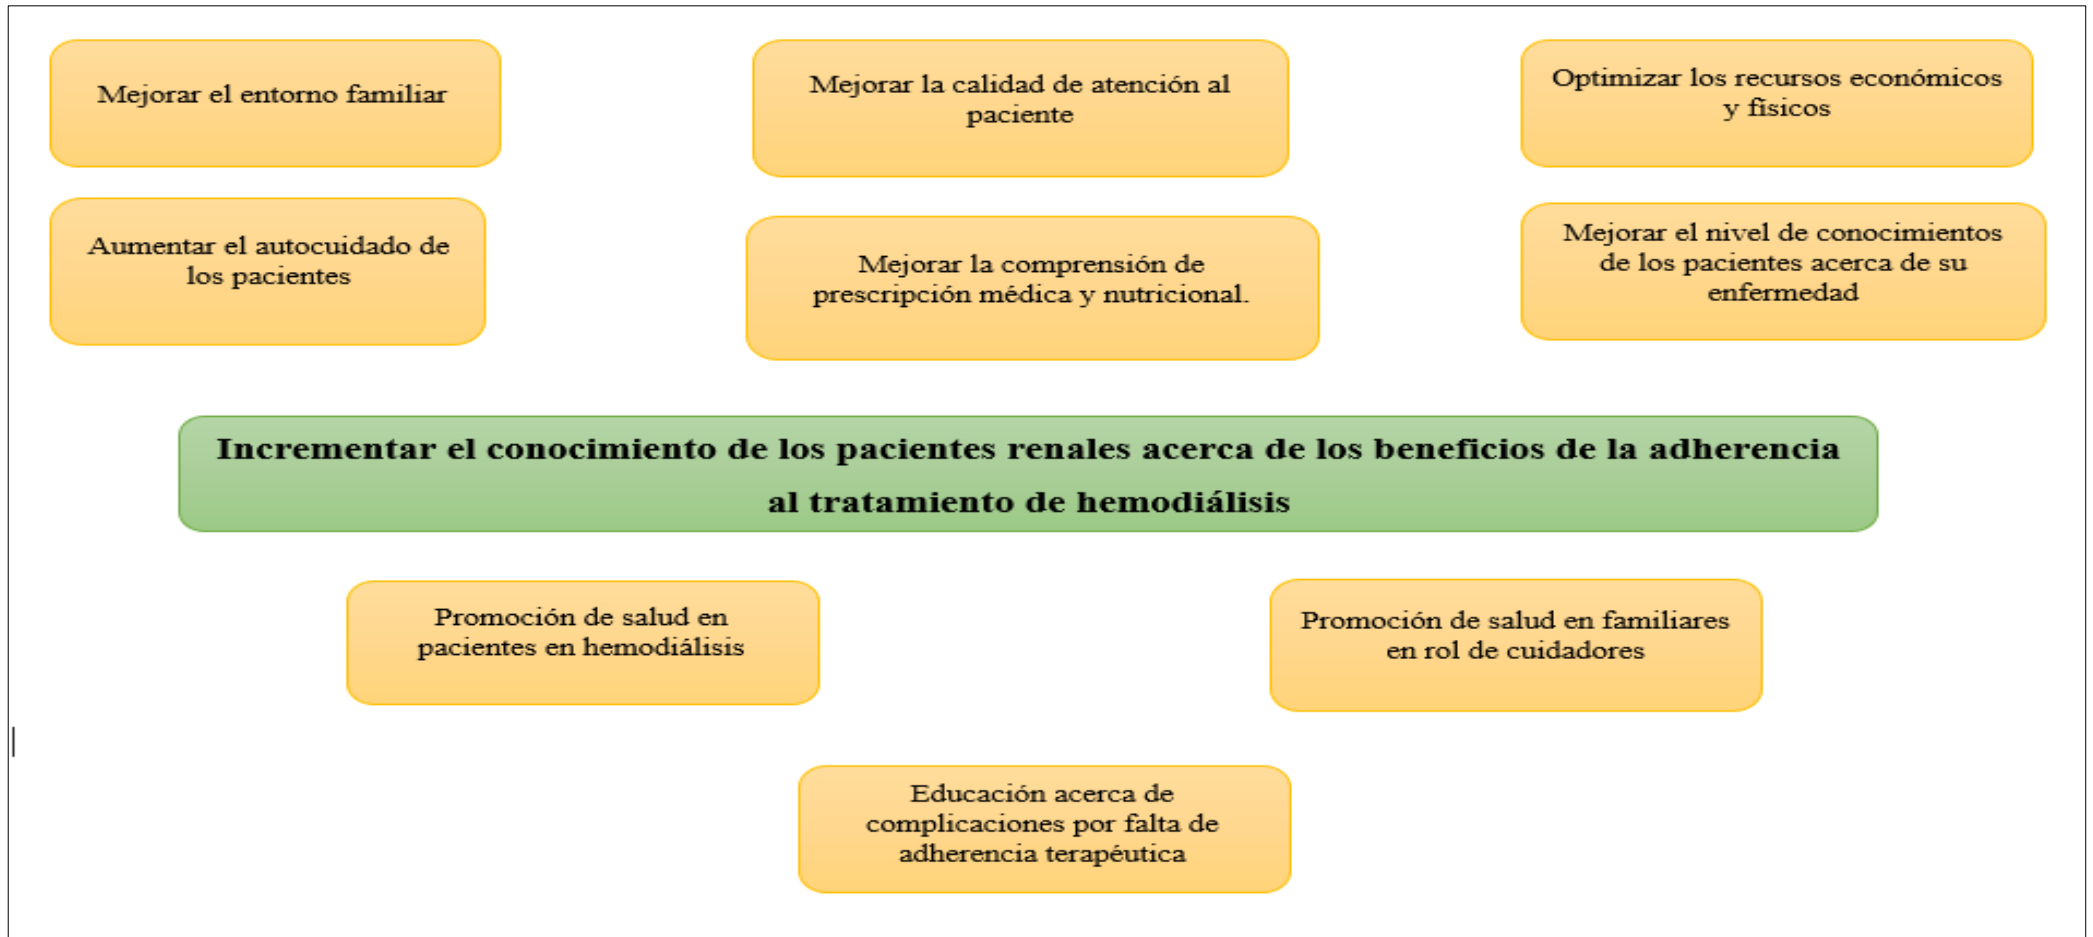 Mejorar el entorno familiar
Mejorar la calidad de atención al
paciente
Optimizar los recursos económicos
y físicos
Aumentar el autocuidado de
los pacientes
Mejorar la comprensión de
prescripción médica y nutricional.
Mejorar el nivel de conocimientos
de los pacientes acerca de su
enfermedad
Incrementar el conocimiento de los pacientes renales acerca de los beneficios de la adherencia
al tratamiento de hemodiálisis
Promoción de salud en
pacientes en hemodiálisis
Promoción de salud en familiares
en rol de cuidadores
Educación acerca de
complicaciones por falta de
adherencia terapéutica